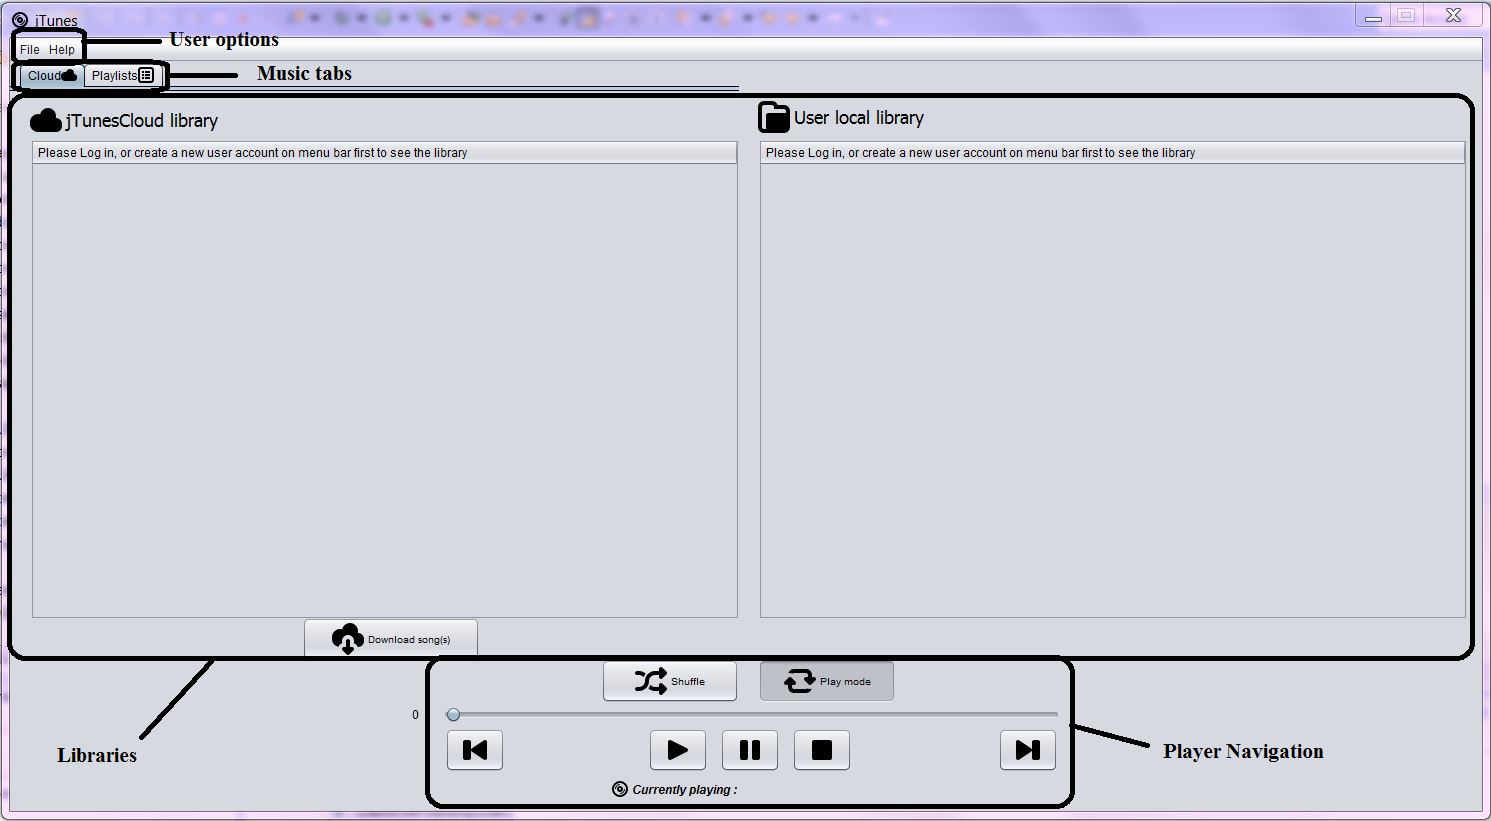 jTunes
File Help
User options
Cloud Playlists
Music tabs
jTunesCloud library
User local library
Please Log in, or create a new user account on menu bar first to see the library
Please Log in, or create a new user account on menu bar first to see the library
Download song(s)
Shuffle
Play mode
0
Libraries
Player Navigation
Currently playing :